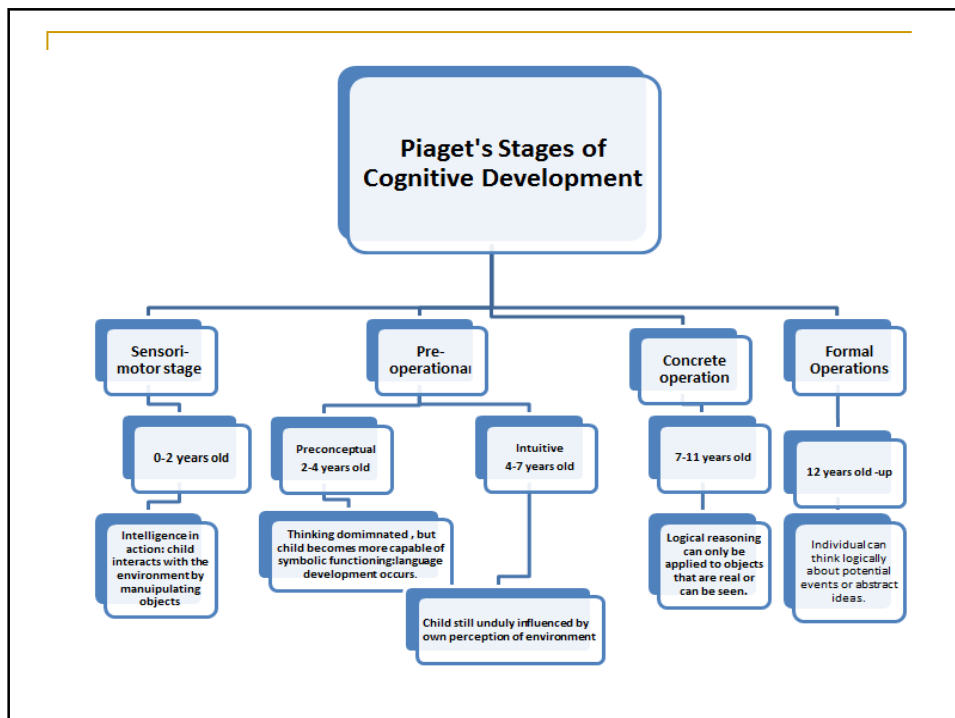 Piaget's Stages of
Cognitive Development
Sensori-
motor stage
Pre-
operational
Concrete
operation
Formal
Operations
0-2 years old
Preconceptual
2-4 years old
Intuitive
4-7 years old
7-11 years old
12 years old -up
Intelligence in
action: child
interacts with the
environment by
manuipulating
objects
Thinking domimnated , but
child becomes more capable of
symbolic functioning:language
development occurs.
Child still unduly influenced by
own perception of environment
Logical reasoning
can only be
applied to objects
that are real or
can be seen.
Individual can
think logically
about potential
events or abstract
ideas.